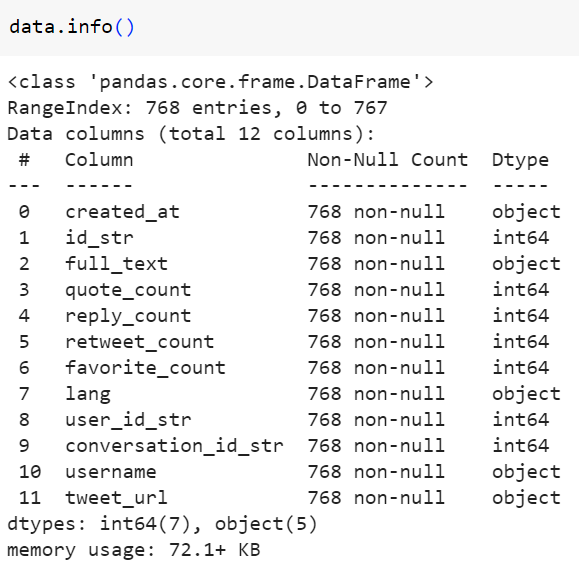 data.info()
<class 'pandas.core.frame.DataFrame'>
RangeIndex: 768 entries, 0 to 767
Data columns (total 12 columns):
 #   Column               Non-Null Count  Dtype
---  ------               --------------  -----
 0   created_at           768 non-null    object
 1   id_str               768 non-null    int64
 2   full_text            768 non-null    object
 3   quote_count          768 non-null    int64
 4   reply_count          768 non-null    int64
 5   retweet_count        768 non-null    int64
 6   favorite_count       768 non-null    int64
 7   lang                 768 non-null    object
 8   user_id_str          768 non-null    int64
 9   conversation_id_str  768 non-null    int64
 10  username             768 non-null    object
 11  tweet_url            768 non-null    object
dtypes: int64(7), object(5)
memory usage: 72.1+ KB